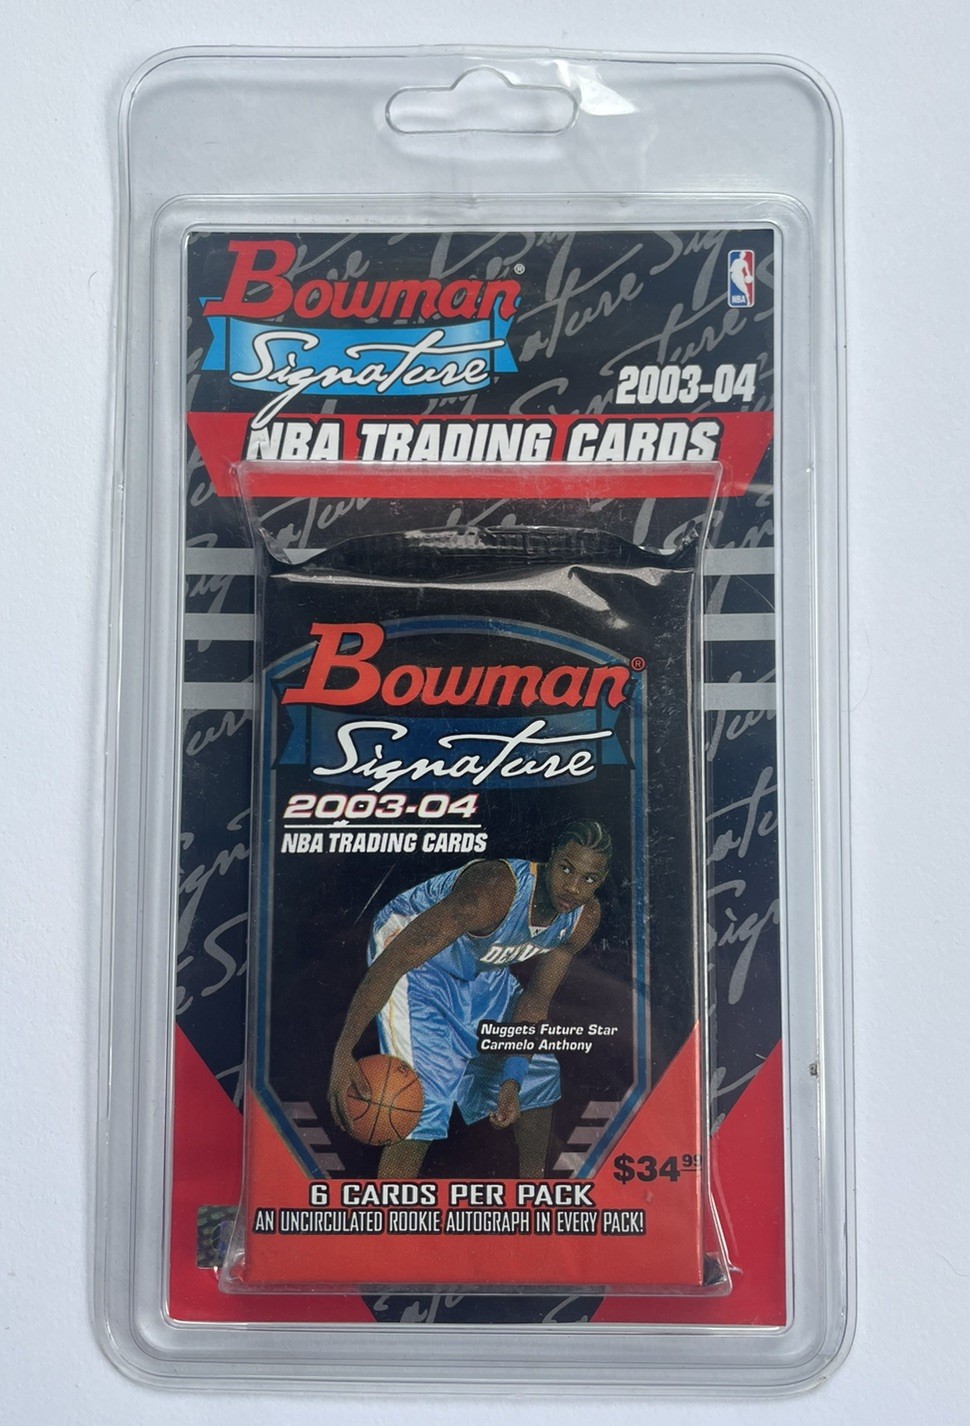 Bowman®
Signature
NBA
2003-04
NBA TRADING CARDS
Bowman®
Signature
2003-04
NBA TRADING CARDS
DENV
Nuggets Future Star
Carmelo Anthony
$34.99
6 CARDS PER PACK
AN UNCIRCULATED ROOKIE AUTOGRAPH IN EVERY PACK!